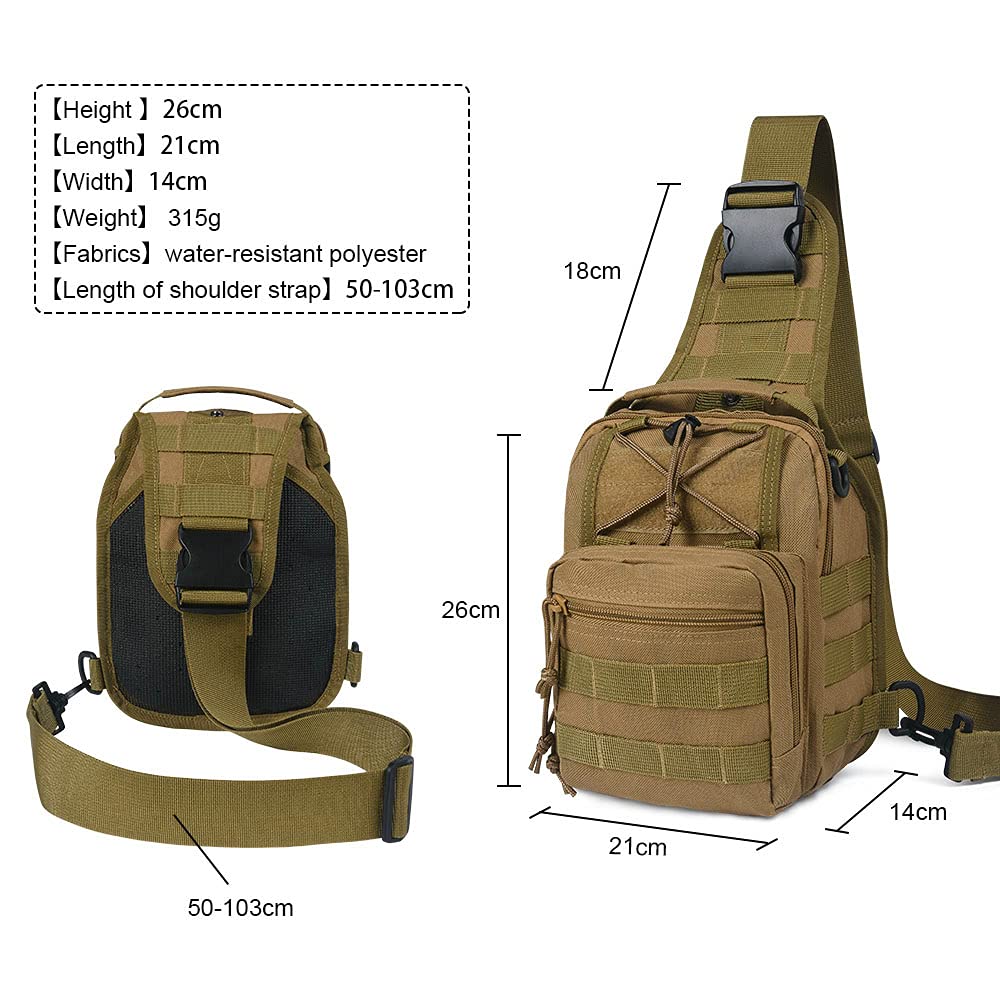 【Height 】26cm
【Length】21cm
【Width】14cm
【Weight】 315g
【Fabrics】water-resistant polyester
【Length of shoulder strap】50-103cm
18cm
26cm
14cm
21cm
50-103cm